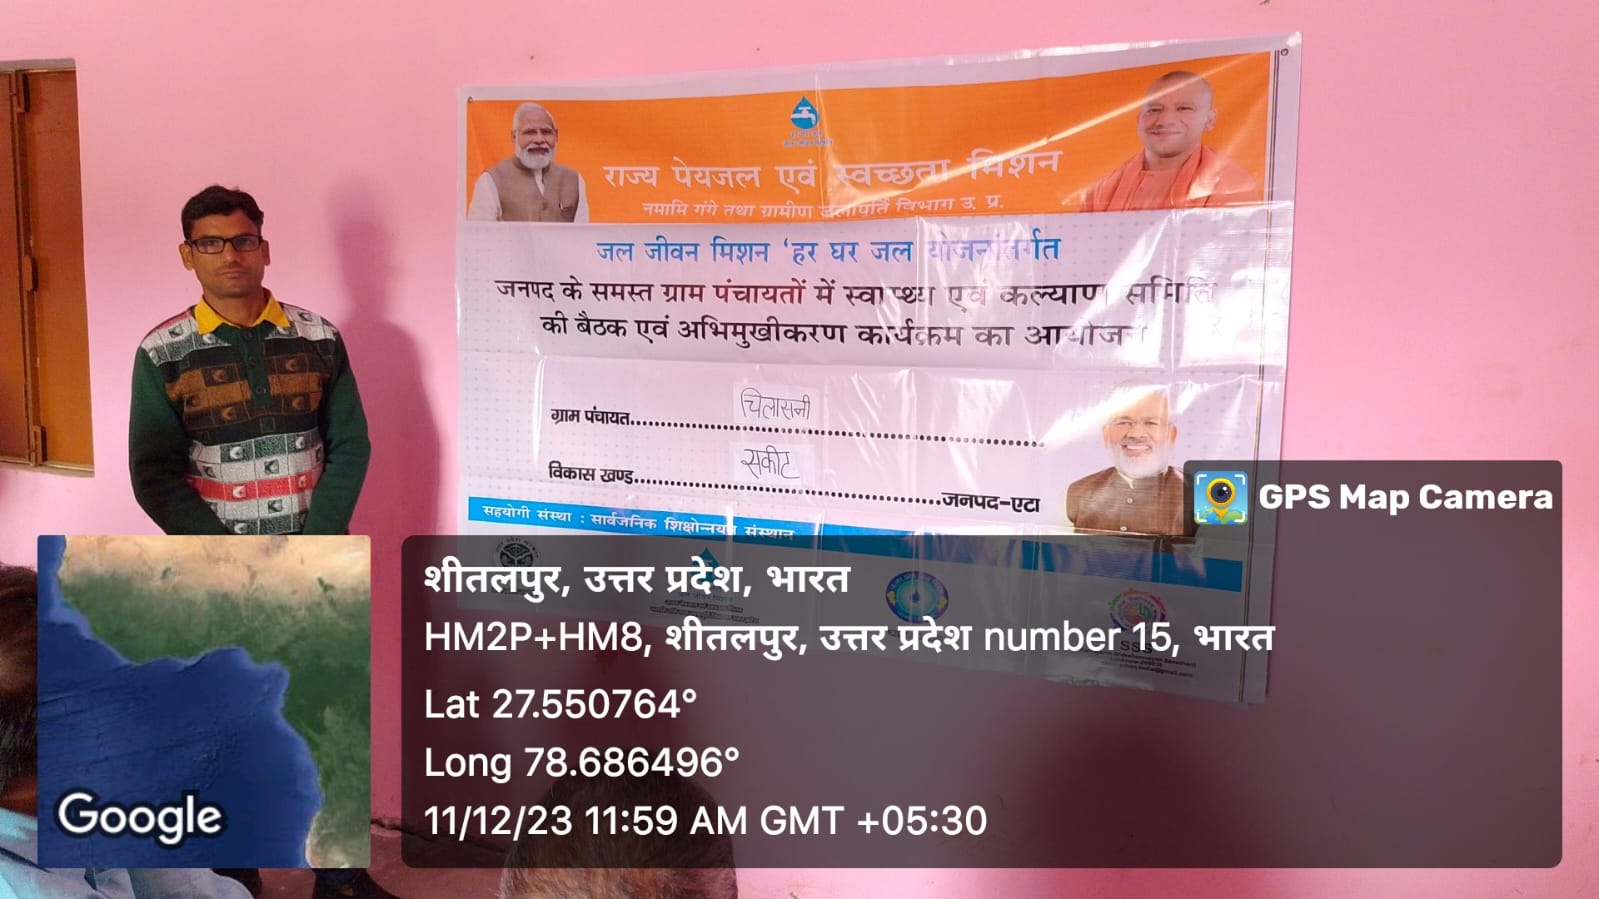 राज्य पेयजल एवं स्वच्छता मिशन
नमामि गंगे तथा ग्रामीण जलापूर्ति विभाग उ. प्र.
जल जीवन मिशन 'हर घर जल योजनांतर्गत
जनपद के समस्त ग्राम पंचायतों में स्वास्थ्य एवं कल्याण समिति
की बैठक एवं अभिमुखीकरण कार्यक्रम का आयोजन
ग्राम पंचायत.......... चिलासनी
विकास खण्ड.......... सकीट ..........जनपद-एटा
सहयोगी संस्था : सार्वजनिक शिक्षोन्नयन संस्थान
SSS
GPS Map Camera
शीतलपुर, उत्तर प्रदेश, भारत
HM2P+HM8, शीतलपुर, उत्तर प्रदेश number 15, भारत
Lat 27.550764°
Long 78.686496°
11/12/23 11:59 AM GMT +05:30
Google